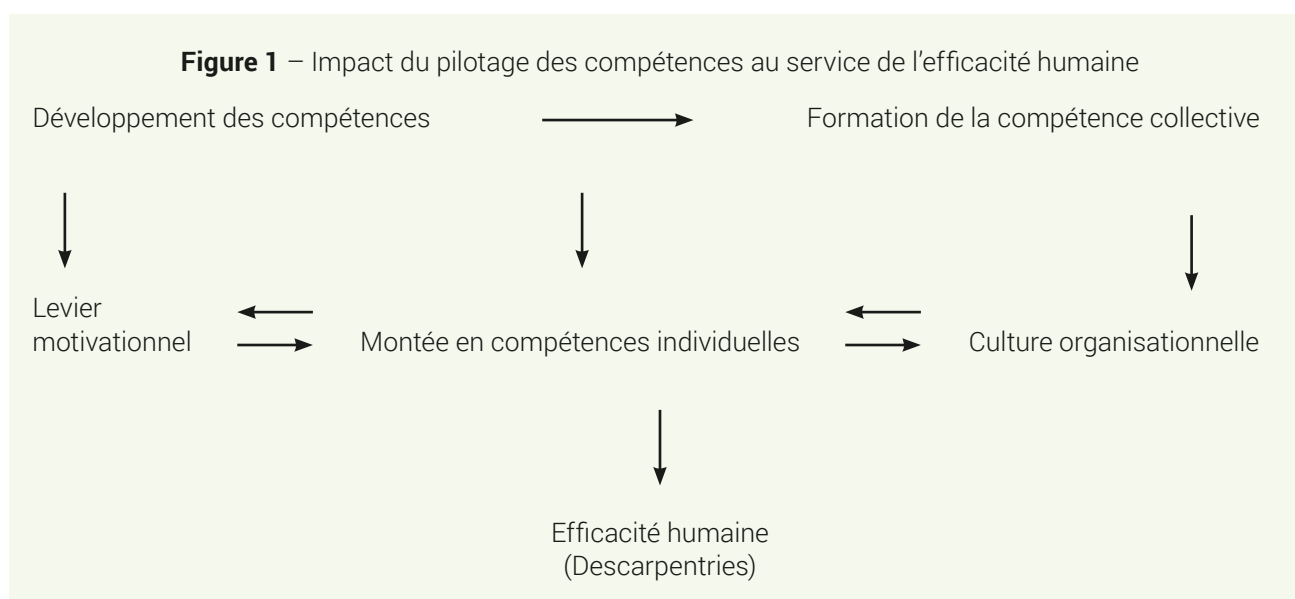 Figure 1 – Impact du pilotage des compétences au service de l'efficacité humaine
Développement des compétences
Formation de la compétence collective
Levier
motivationnel
Montée en compétences individuelles
Culture organisationnelle
Efficacité humaine
(Descarpentries)